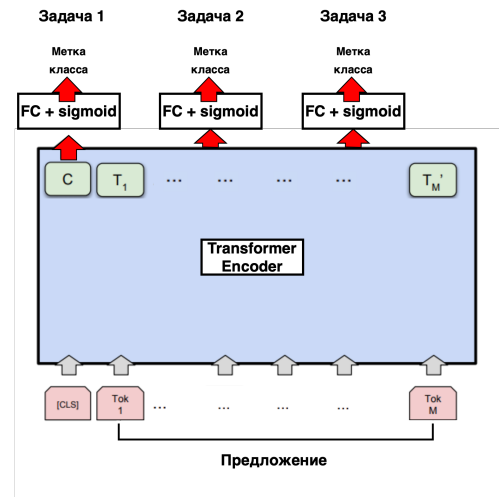 Задача 1 Задача 2 Задача 3
Метка Метка Метка
класса класса класса
FC + sigmoid FC + sigmoid FC + sigmoid
C T1 ... ... ... ... TM'
Transformer
Encoder
[CLS] Tok ... ... ... ... Tok
1 M
Предложение